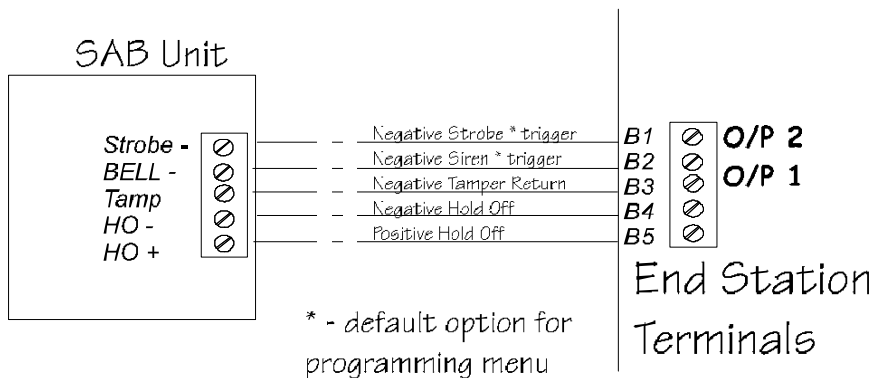 SAB Unit
Strobe -
BELL -
Tamp
HO -
HO +
Negative Strobe * trigger
Negative Siren * trigger
Negative Tamper Return
Negative Hold Off
Positive Hold Off
B1
B2
B3
B4
B5
O/P 2
O/P 1
End Station
Terminals
* - default option for
programming menu